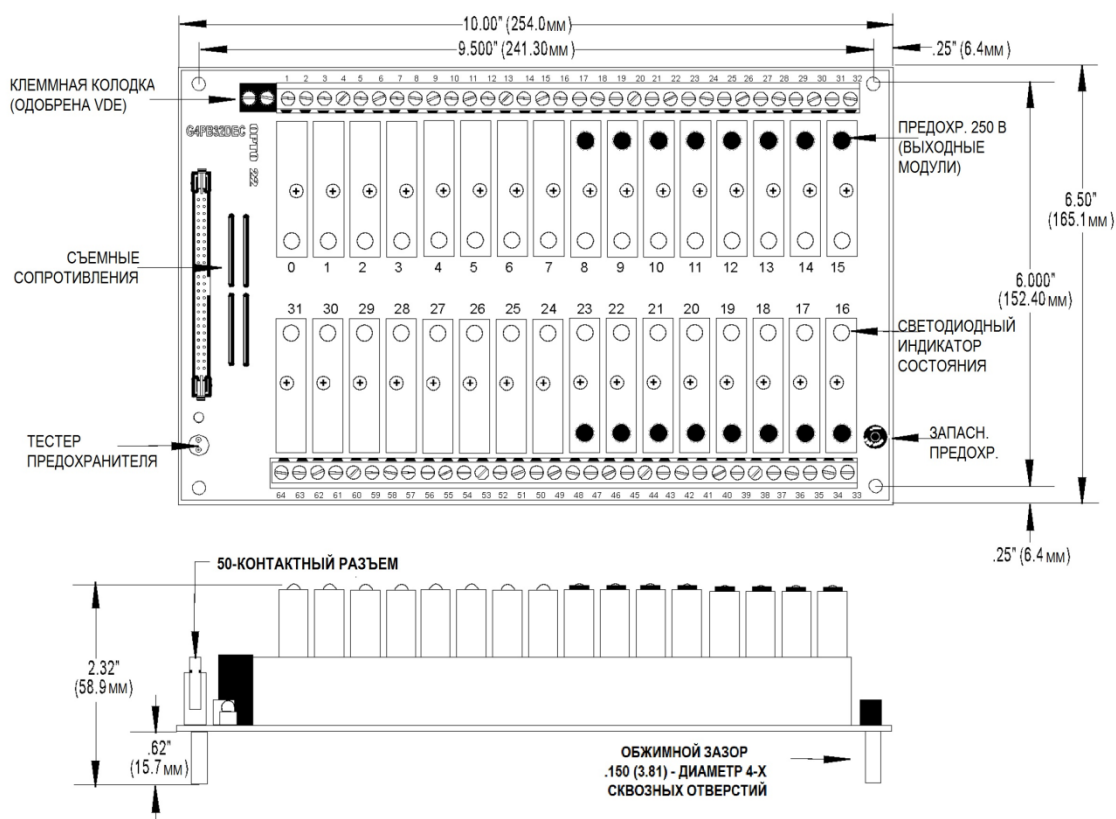 10.00" (254.0мм)
9.500" (241.30мм)
.25" (6.4мм)
КЛЕММНАЯ КОЛОДКА
(ОДОБРЕНА VDE)
1 2 3 4 5 6 7 8 9 10 11 12 13 14 15 16 17 18 19 20 21 22 23 24 25 26 27 28 29 30 31 32
G4PB32DEC
OPTO 22
ПРЕДОХР. 250 В
(ВЫХОДНЫЕ
МОДУЛИ)
6.50"
(165.1мм)
СЪЕМНЫЕ
СОПРОТИВЛЕНИЯ
0 1 2 3 4 5 6 7 8 9 10 11 12 13 14 15
6.000"
(152.40мм)
31 30 29 28 27 26 25 24 23 22 21 20 19 18 17 16
СВЕТОДИОДНЫЙ
ИНДИКАТОР
СОСТОЯНИЯ
ТЕСТЕР
ПРЕДОХРАНИТЕЛЯ
ЗАПАСН.
ПРЕДОХР.
64 63 62 61 60 59 58 57 56 55 54 53 52 51 50 49 48 47 46 45 44 43 42 41 40 39 38 37 36 35 34 33
.25" (6.4мм)
50-КОНТАКТНЫЙ РАЗЪЕМ
2.32"
(58.9мм)
.62"
(15.7мм)
ОБЖИМНОЙ ЗАЗОР
.150 (3.81) - ДИАМЕТР 4-Х
СКВОЗНЫХ ОТВЕРСТИЙ